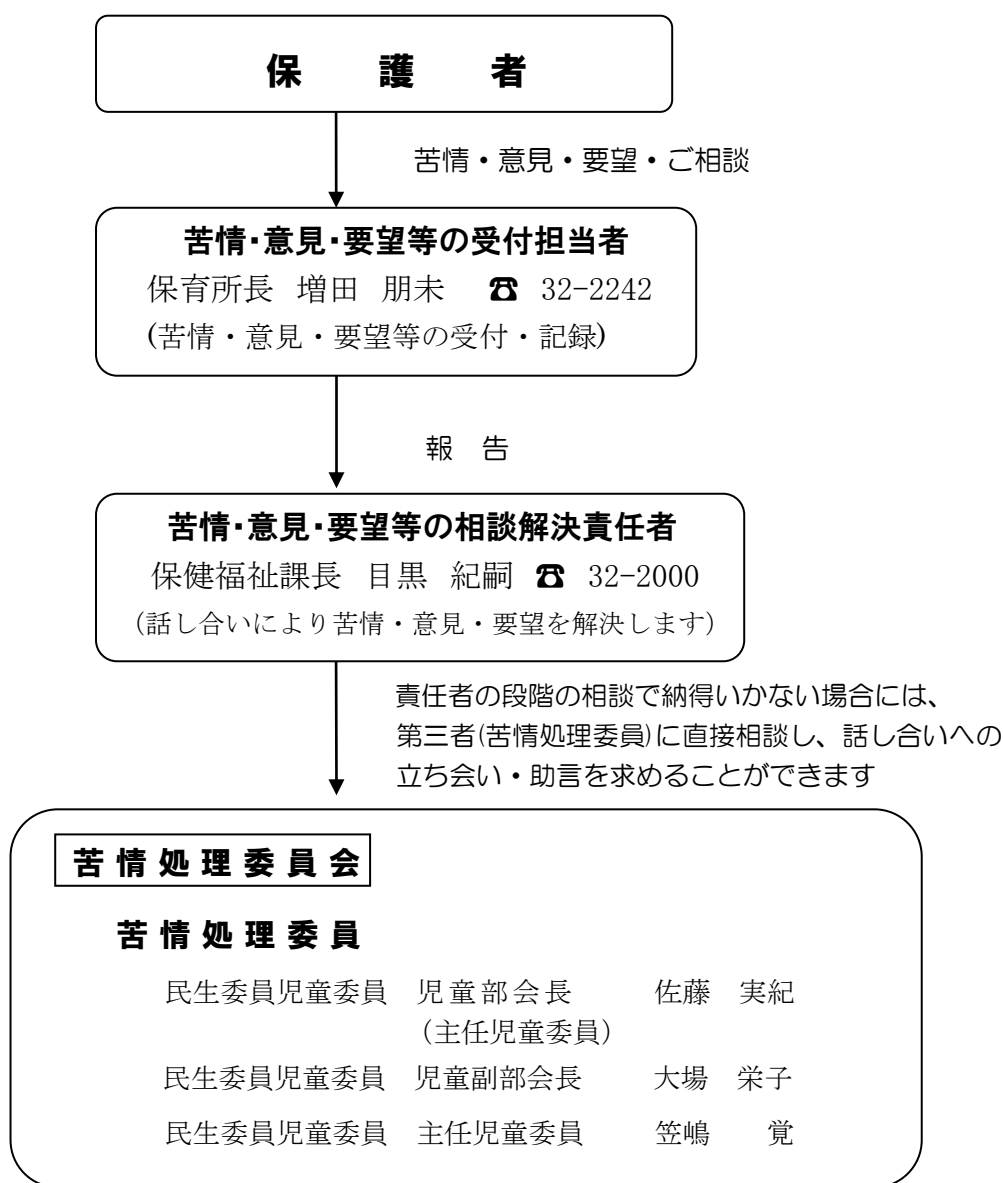 保 護 者
苦情・意見・要望・ご相談
苦情・意見・要望等の受付担当者
保育所長 増田 朋未 ☎ 32-2242
(苦情・意見・要望等の受付・記録)
報 告
苦情・意見・要望等の相談解決責任者
保健福祉課長 目黒 紀嗣 ☎ 32-2000
(話し合いにより苦情・意見・要望を解決します)
責任者の段階の相談で納得いかない場合には、
第三者(苦情処理委員)に直接相談し、話し合いへの
立ち会い・助言を求めることができます
苦情処理委員会
苦情処理委員
民生委員児童委員 児童部会長 佐藤 実紀
(主任児童委員)
民生委員児童委員 児童副部会長 大場 栄子
民生委員児童委員 主任児童委員 笠嶋 覚